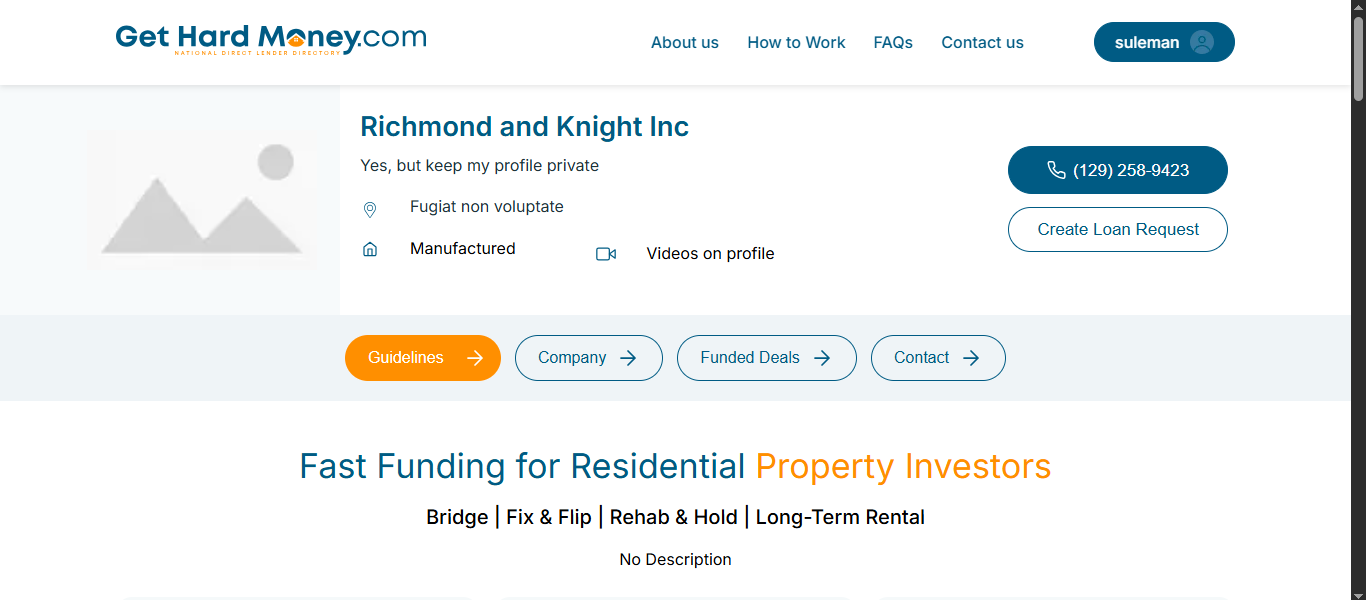 Get Hard Money.com
NATIONAL DIRECT LENDER DIRECTORY
About us
How to Work
FAQs
Contact us
suleman
Richmond and Knight Inc
Yes, but keep my profile private
Fugiat non voluptate
Manufactured
Videos on profile
(129) 258-9423
Create Loan Request
Guidelines
Company
Funded Deals
Contact
Fast Funding for Residential Property Investors
Bridge | Fix & Flip | Rehab & Hold | Long-Term Rental
No Description